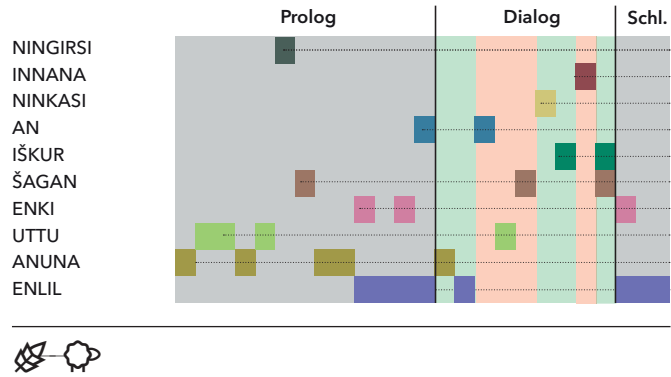 Prolog Dialog Schl.
NINGIRSI
INNANA
NINKASI
AN
IŠKUR
ŠAGAN
ENKI
UTTU
ANUNA
ENLIL